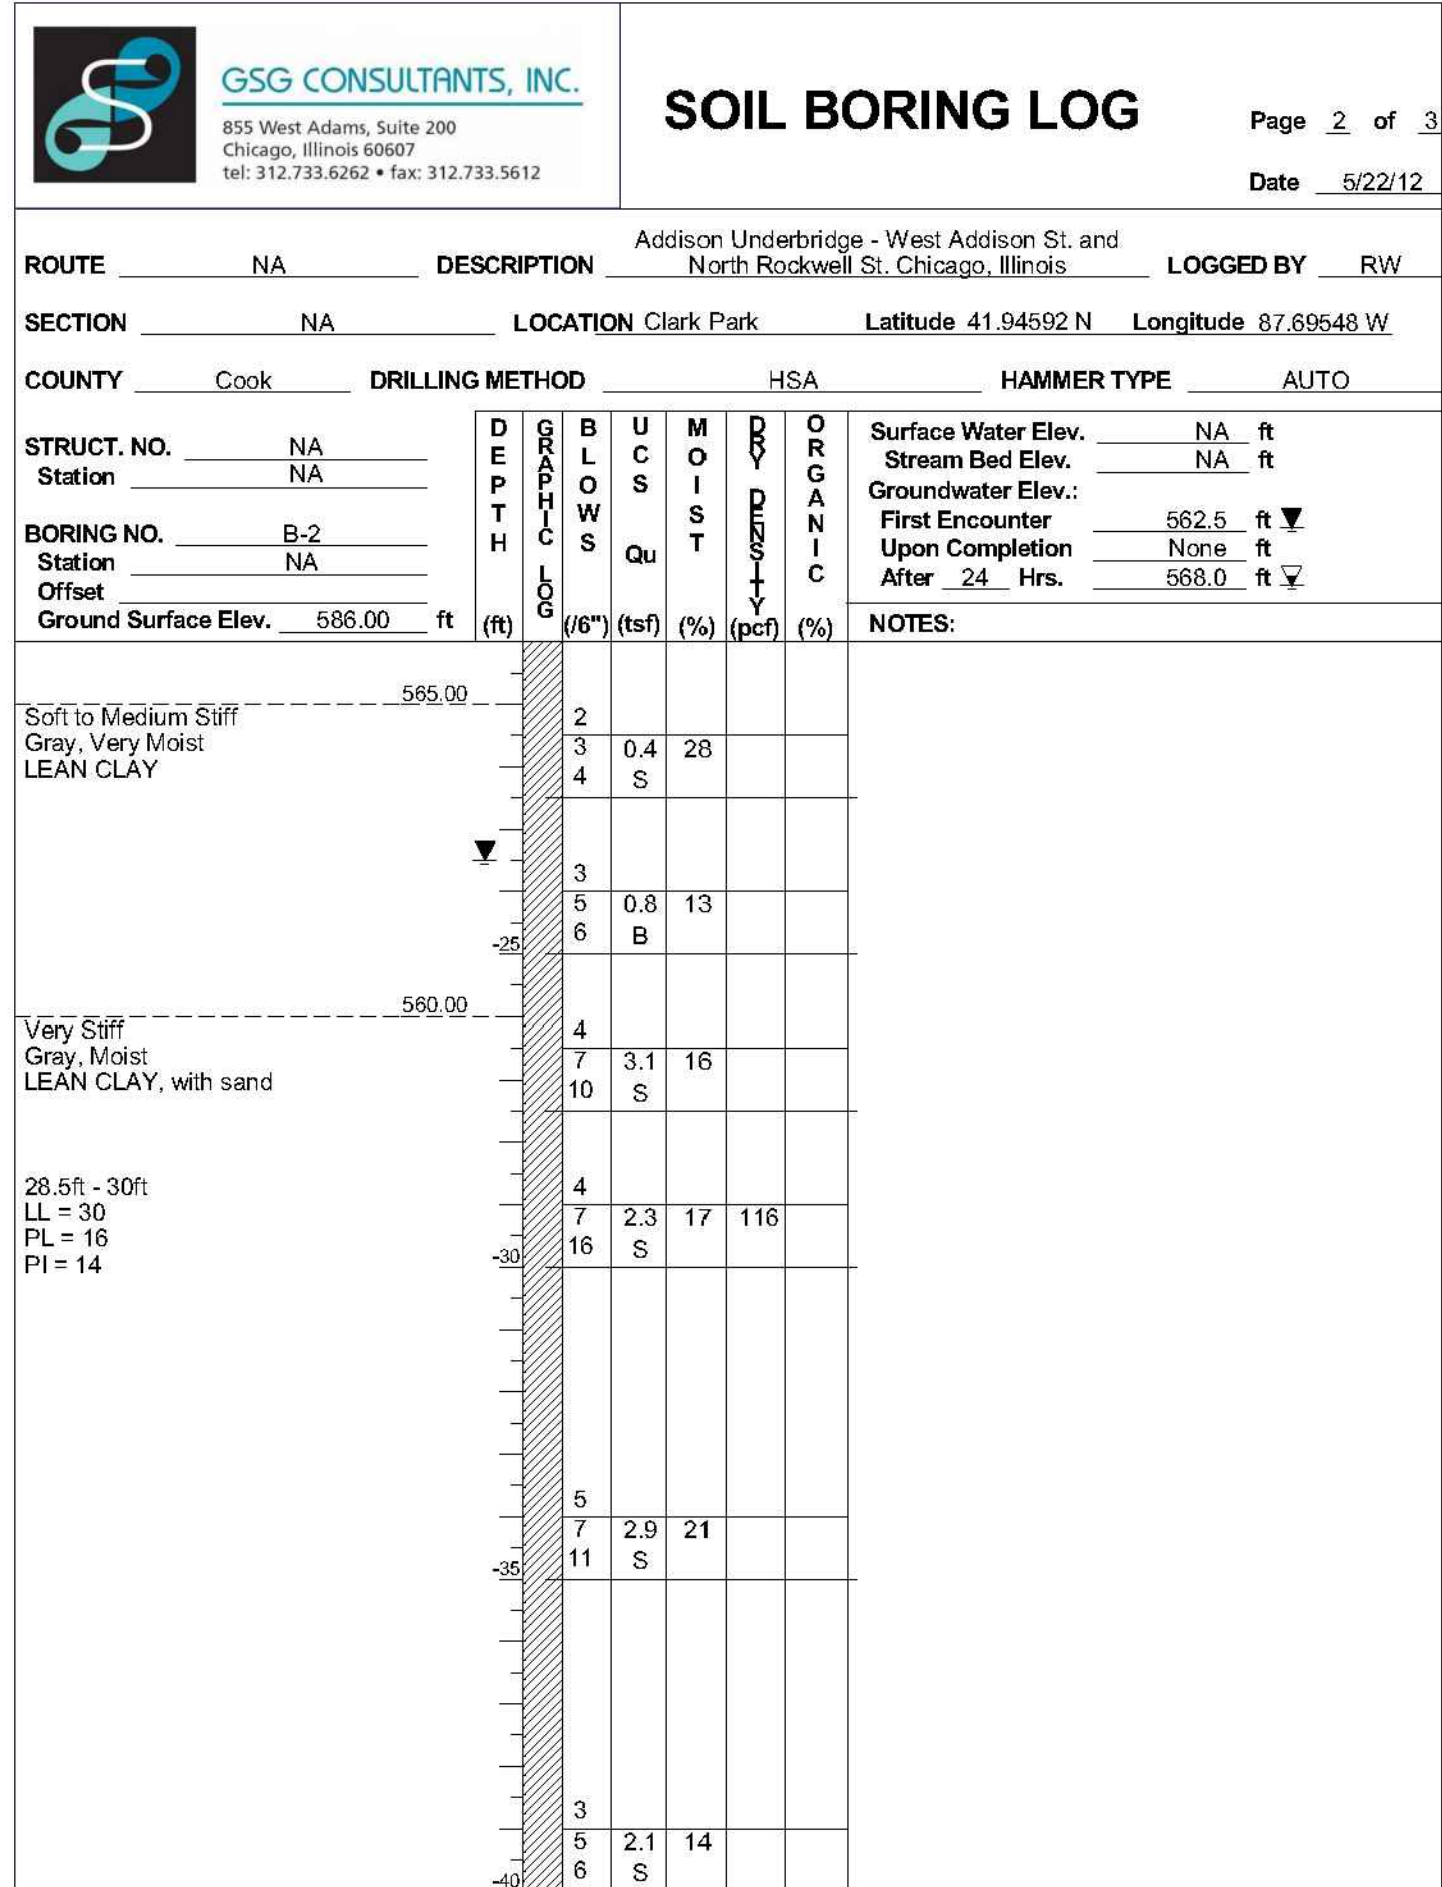 GSG CONSULTANTS, INC.
855 West Adams, Suite 200
Chicago, Illinois 60607
tel: 312.733.6262 • fax: 312.733.5612
SOIL BORING LOG
Page 2 of 3
Date 5/22/12
ROUTE NA DESCRIPTION Addison Underbridge - West Addison St. and
North Rockwell St. Chicago, Illinois LOGGED BY RW
SECTION NA LOCATION Clark Park Latitude 41.94592 N Longitude 87.69548 W
COUNTY Cook DRILLING METHOD HSA HAMMER TYPE AUTO
STRUCT. NO. NA
Station NA
BORING NO. B-2
Station NA
Offset
Ground Surface Elev. 586.00 ft
DEPTH (ft)
GRAPHIC LOG
BLOWS (/6")
UCS Qu (tsf)
MOIST (%)
DRY DENSITY (pcf)
ORGANIC (%)
Surface Water Elev. NA ft
Stream Bed Elev. NA ft
Groundwater Elev.:
First Encounter 562.5 ft ▼
Upon Completion None ft
After 24 Hrs. 568.0 ft ▽
NOTES:
565.00
Soft to Medium Stiff
Gray, Very Moist
LEAN CLAY
2
3 0.4 28
4 S
3
5 0.8 13
6 B
-25
560.00
Very Stiff
Gray, Moist
LEAN CLAY, with sand
4
7 3.1 16
10 S
28.5ft - 30ft
LL = 30
PL = 16
PI = 14
4
7 2.3 17 116
16 S
-30
5
7 2.9 21
11 S
-35
3
5 2.1 14
6 S
-40